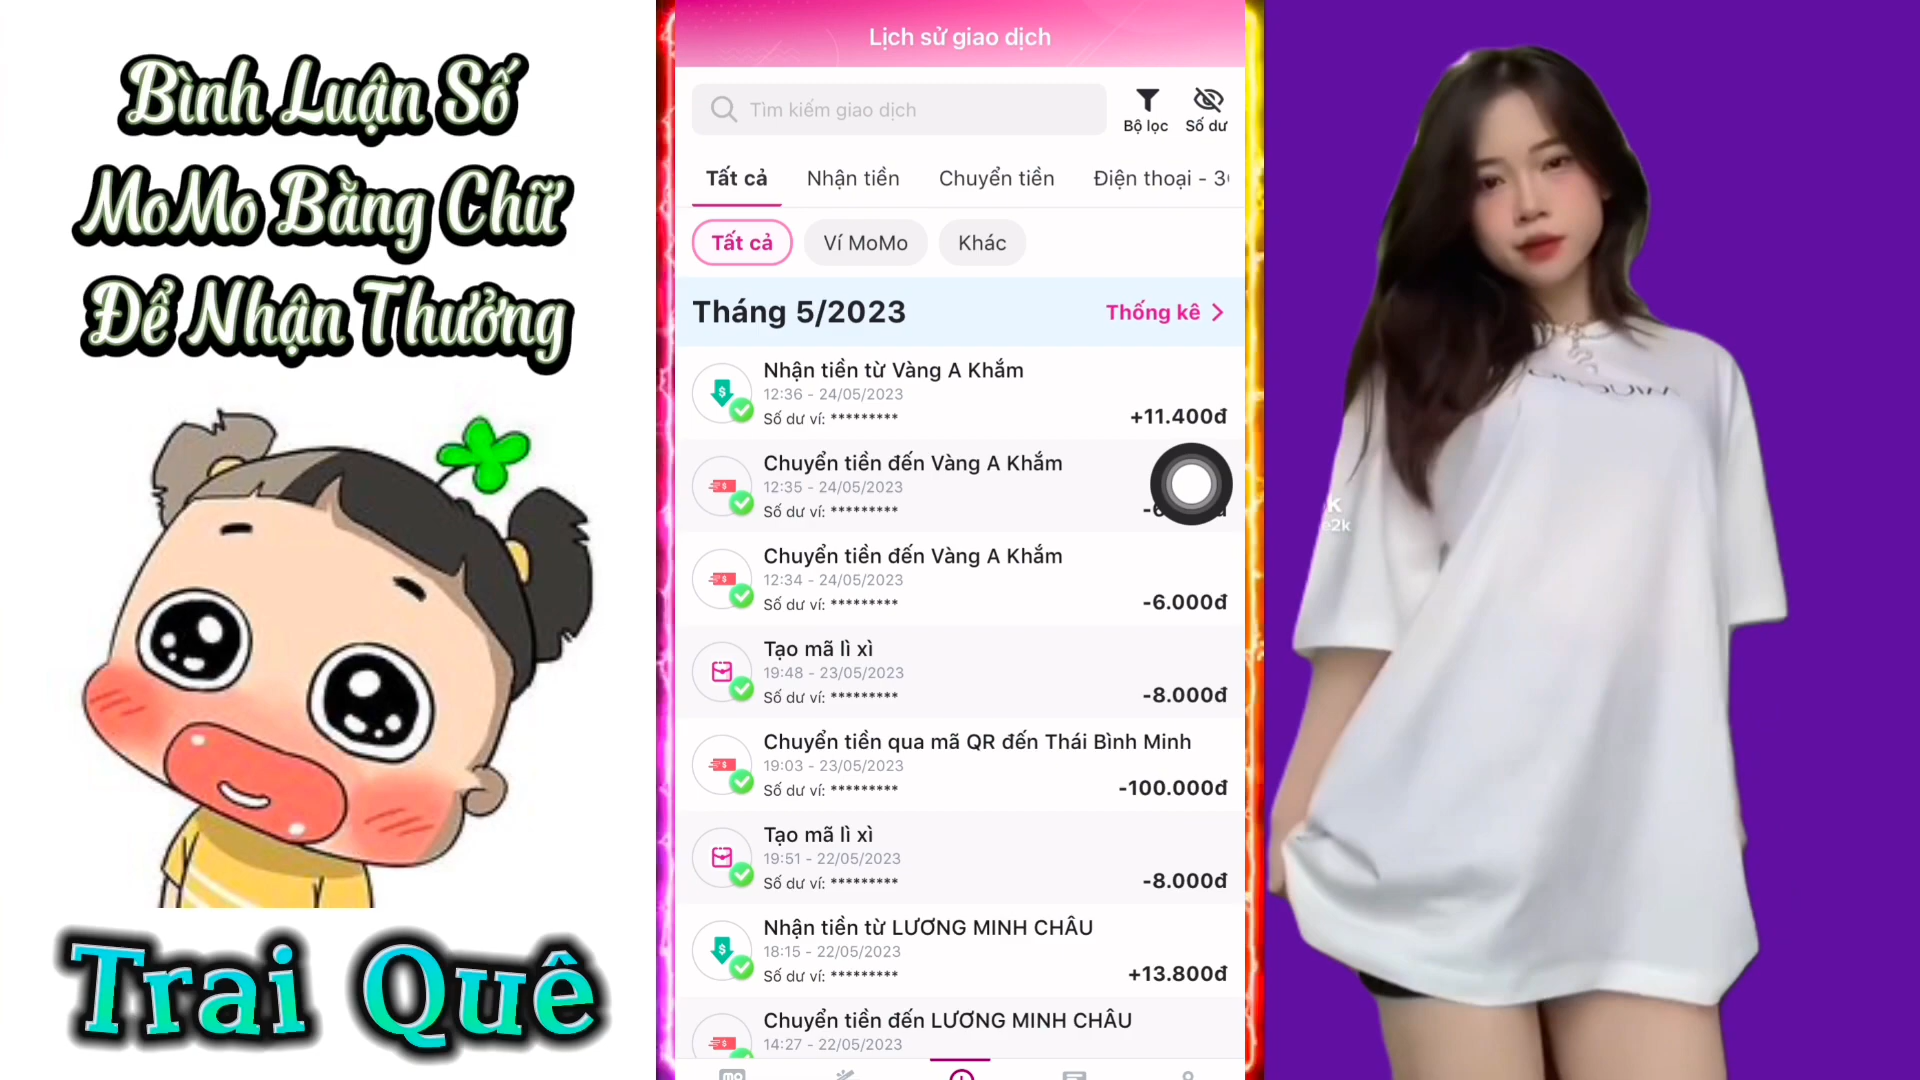 Bình Luận Số
MoMo Bằng Chữ
Để Nhận Thưởng
Trai Quê
Lịch sử giao dịch
Tìm kiếm giao dịch
Bộ lọc
Số dư
Tất cả
Nhận tiền
Chuyển tiền
Điện thoại -
Tất cả
Ví MoMo
Khác
Tháng 5/2023
Thống kê
Nhận tiền từ Vàng A Khắm
12:36 - 24/05/2023
Số dư ví: *********
+11.400đ
Chuyển tiền đến Vàng A Khắm
12:35 - 24/05/2023
Số dư ví: *********
Chuyển tiền đến Vàng A Khắm
12:34 - 24/05/2023
Số dư ví: *********
-6.000đ
Tạo mã lì xì
19:48 - 23/05/2023
Số dư ví: *********
-8.000đ
Chuyển tiền qua mã QR đến Thái Bình Minh
19:03 - 23/05/2023
Số dư ví: *********
-100.000đ
Tạo mã lì xì
19:51 - 22/05/2023
Số dư ví: *********
-8.000đ
Nhận tiền từ LƯƠNG MINH CHÂU
18:15 - 22/05/2023
Số dư ví: *********
+13.800đ
Chuyển tiền đến LƯƠNG MINH CHÂU
14:27 - 22/05/2023